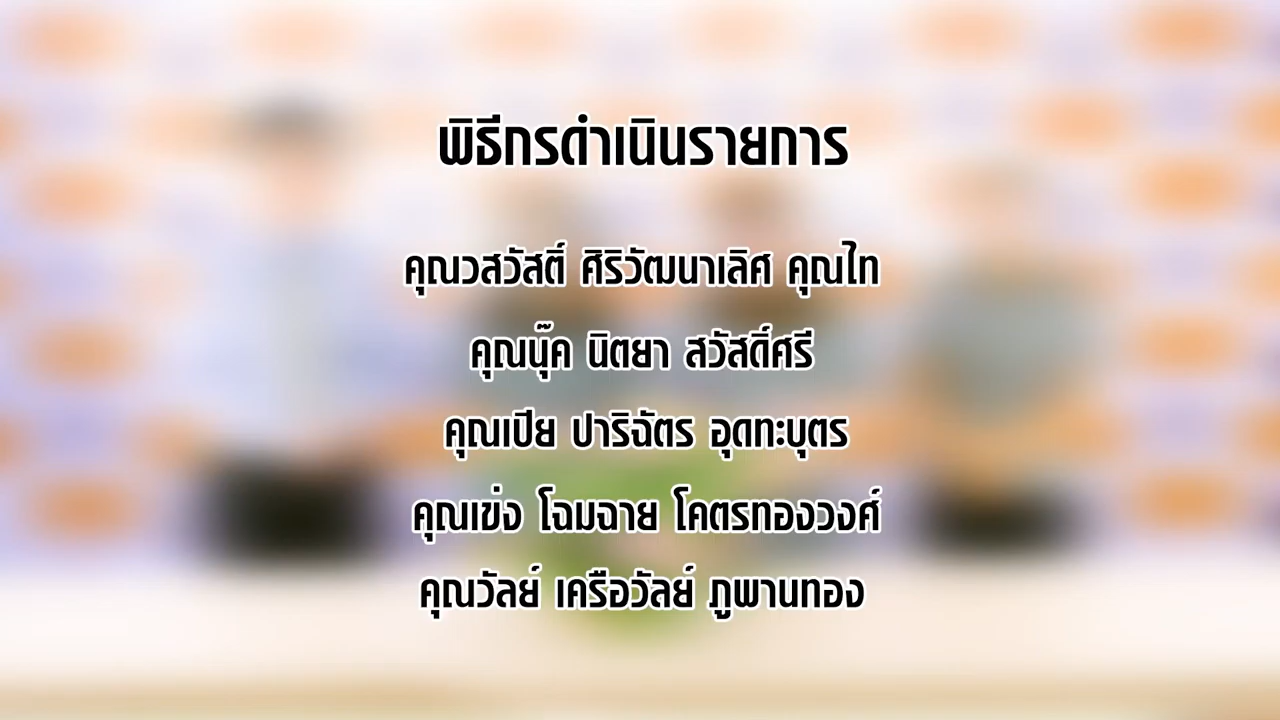 พิธีกรดำเนินรายการ
คุณวสวัสติ์ ศิริวัฒนาเลิศ คุณไท
คุณนุ๊ค นิตยา สวัสดิ์ศรี
คุณเปีย ปาริฉัตร อุดทะบุตร
คุณเข่ง โฉมฉาย โคตรทองวงศ์
คุณวัลย์ เครือวัลย์ ภูพานทอง